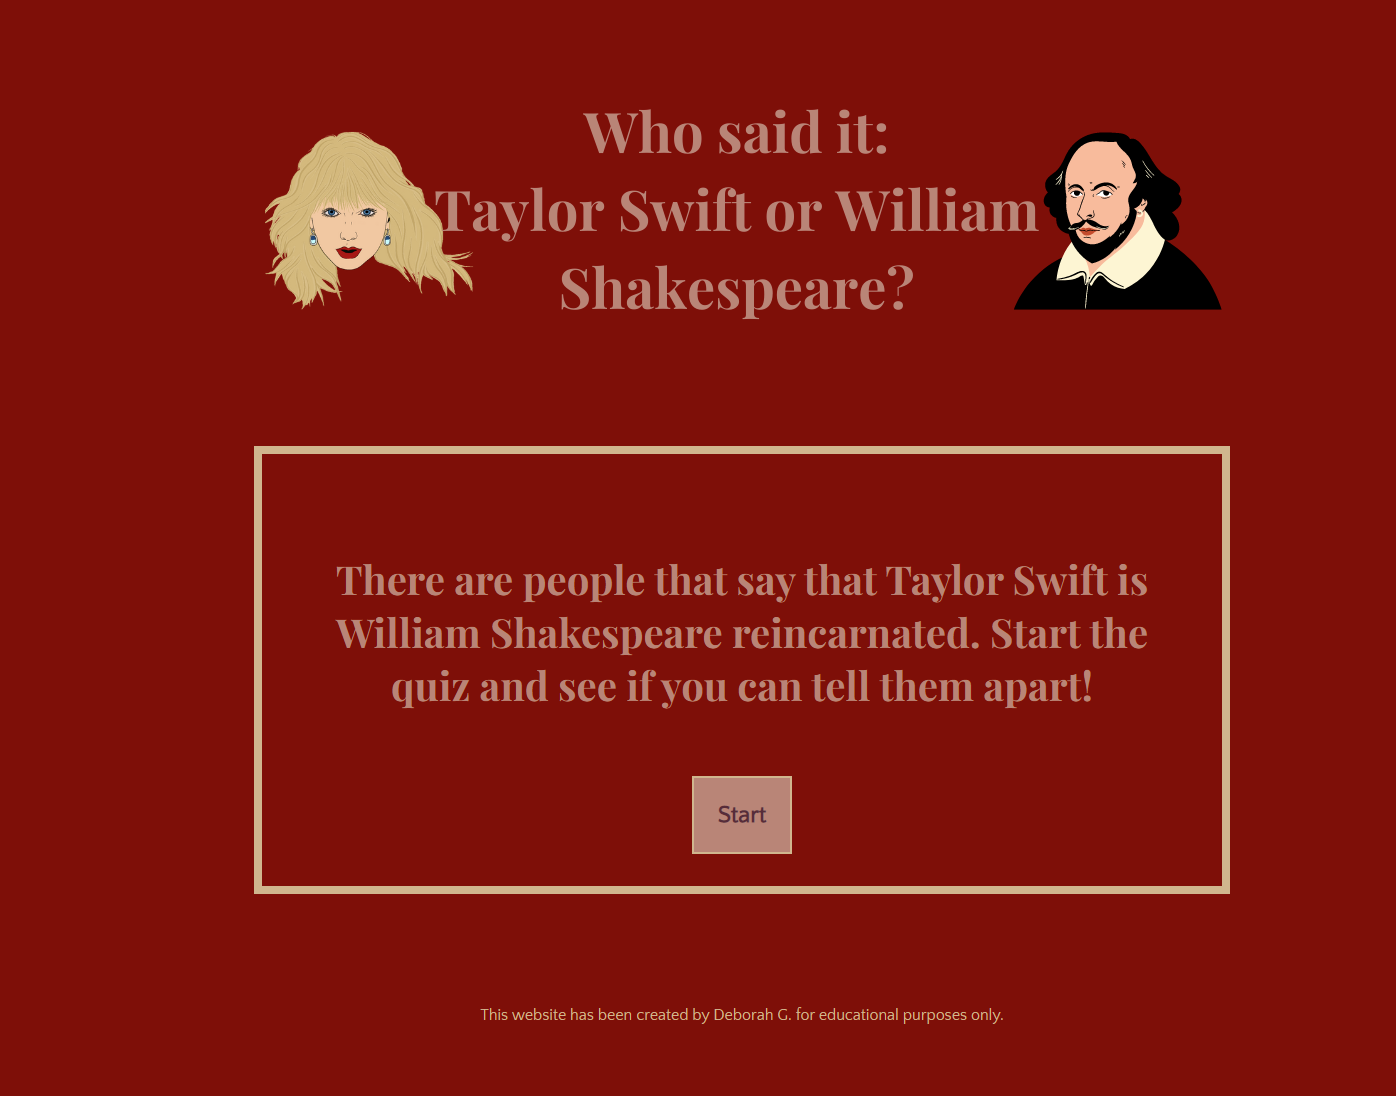 Who said it:
Taylor Swift or William
Shakespeare?
There are people that say that Taylor Swift is
William Shakespeare reincarnated. Start the
quiz and see if you can tell them apart!
Start
This website has been created by Deborah G. for educational purposes only.